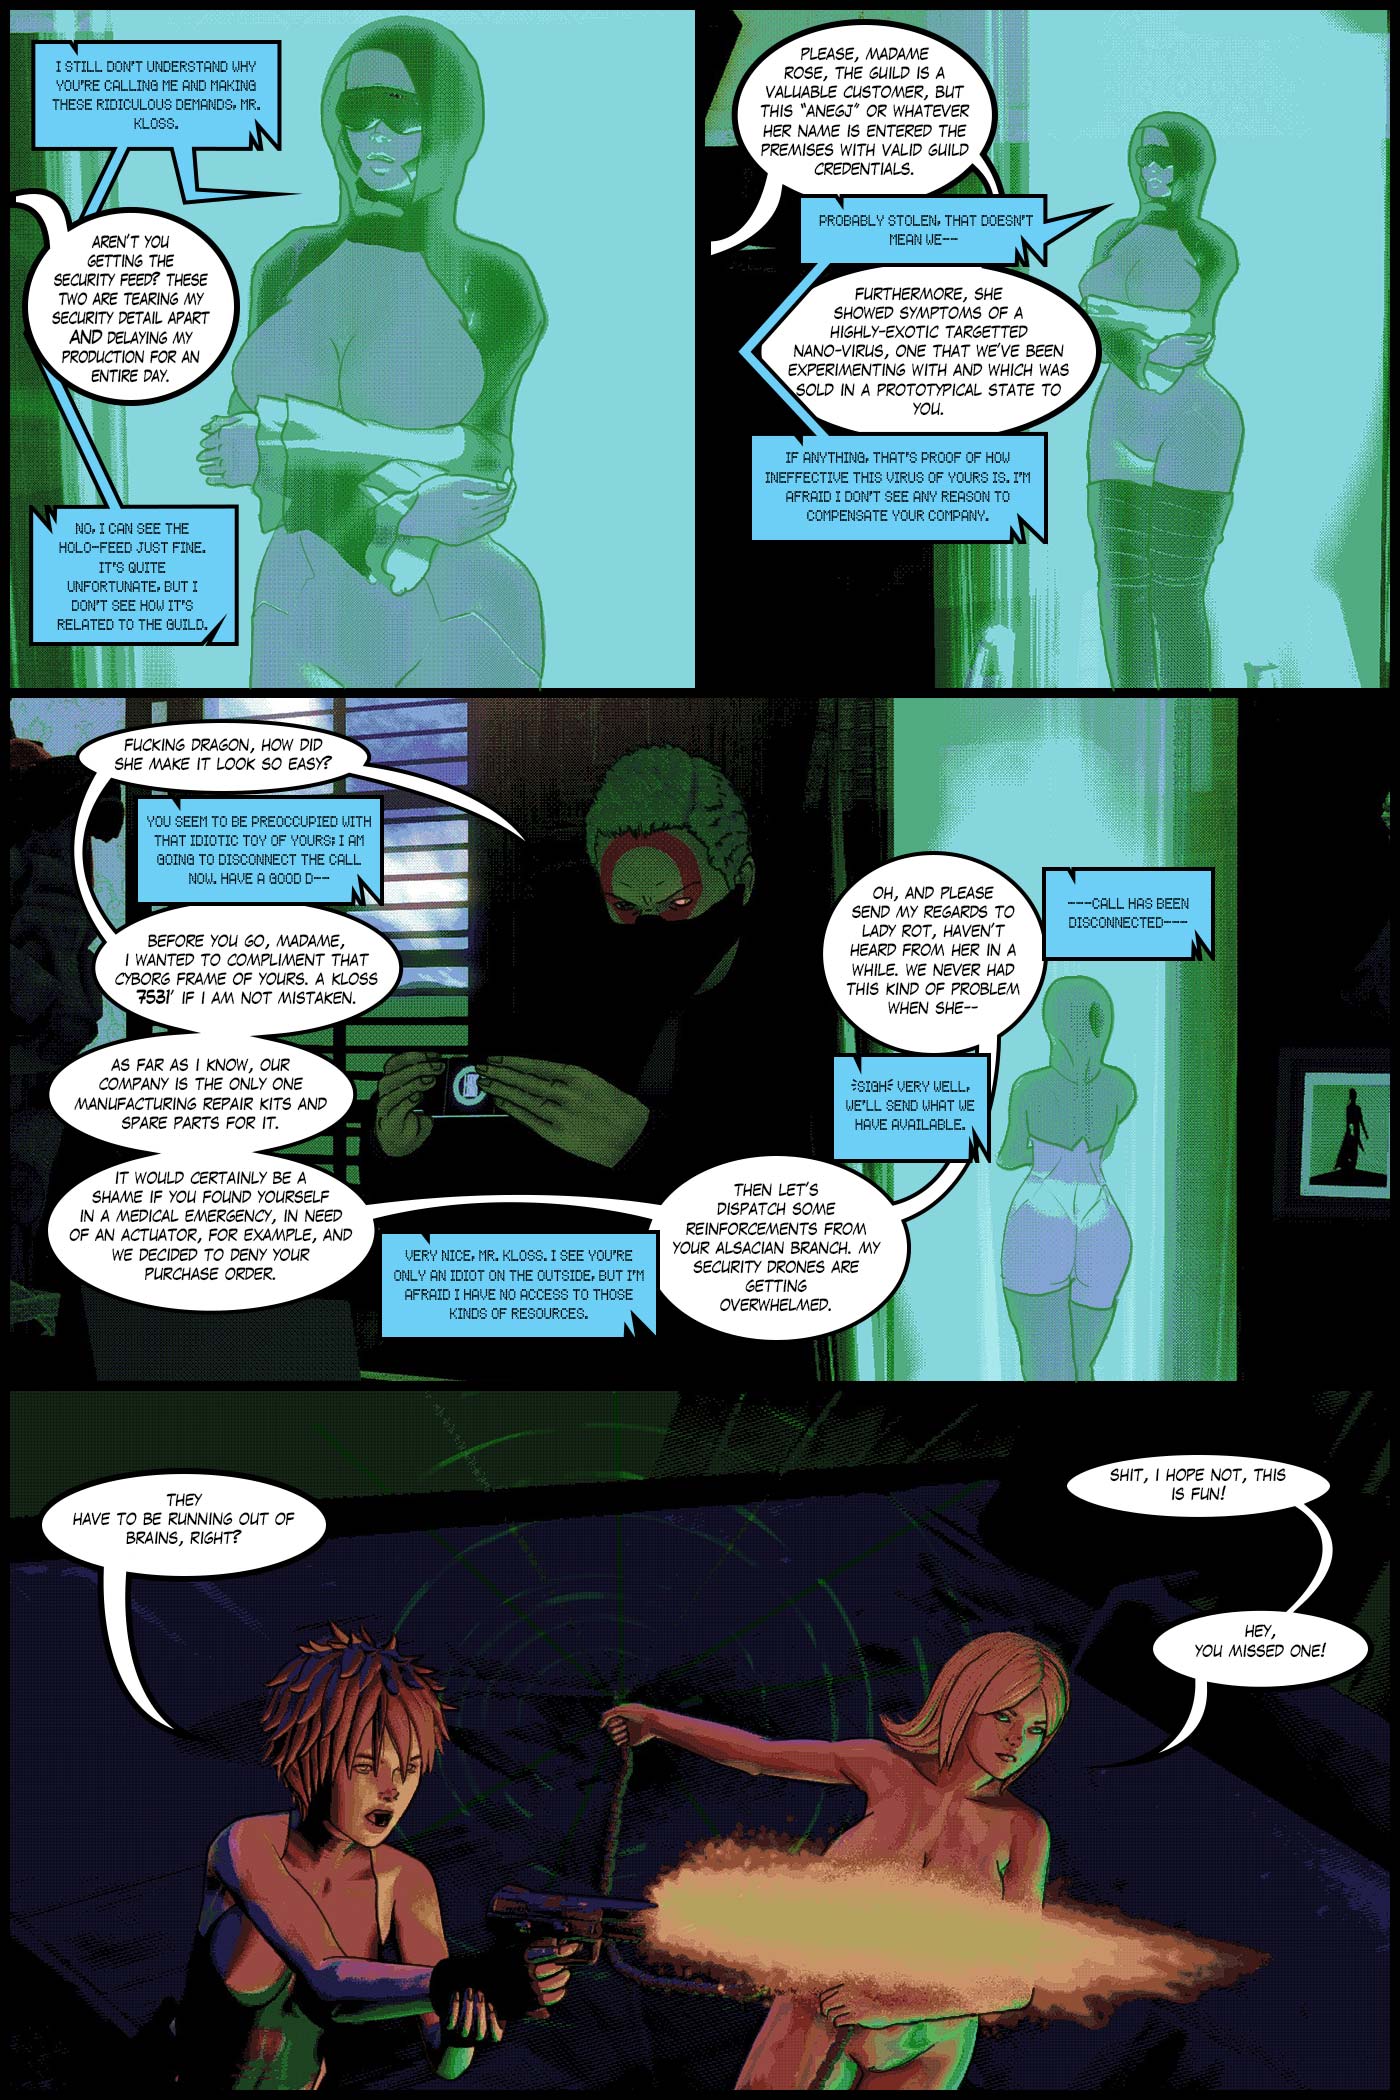 I STILL DON'T UNDERSTAND WHY
YOU'RE CALLING ME AND MAKING
THESE RIDICULOUS DEMANDS, MR.
KLOSS.
AREN'T YOU
GETTING THE
SECURITY FEED? THESE
TWO ARE TEARING MY
SECURITY DETAIL APART
AND DELAYING MY
PRODUCTION FOR AN
ENTIRE DAY.
NO, I CAN SEE THE
HOLO-FEED JUST FINE.
IT'S QUITE
UNFORTUNATE, BUT I
DON'T SEE HOW IT'S
RELATED TO THE GUILD.
PLEASE, MADAME
ROSE, THE GUILD IS A
VALUABLE CUSTOMER, BUT
THIS "ANEGJ" OR WHATEVER
HER NAME IS ENTERED THE
PREMISES WITH VALID GUILD
CREDENTIALS.
PROBABLY STOLEN, THAT DOESN'T
MEAN WE--
FURTHERMORE, SHE
SHOWED SYMPTOMS OF A
HIGHLY-EXOTIC TARGETTED
NANO-VIRUS, ONE THAT WE'VE BEEN
EXPERIMENTING WITH AND WHICH WAS
SOLD IN A PROTOTYPICAL STATE TO
YOU.
IF ANYTHING, THAT'S PROOF OF HOW
INEFFECTIVE THIS VIRUS OF YOURS IS. I'M
AFRAID I DON'T SEE ANY REASON TO
COMPENSATE YOUR COMPANY.
FUCKING DRAGON, HOW DID
SHE MAKE IT LOOK SO EASY?
YOU SEEM TO BE PREOCCUPIED WITH
THAT IDIOTIC TOY OF YOURS; I AM
GOING TO DISCONNECT THE CALL
NOW. HAVE A GOOD D--
BEFORE YOU GO, MADAME,
I WANTED TO COMPLIMENT THAT
CYBORG FRAME OF YOURS. A KLOSS
7531' IF I AM NOT MISTAKEN.
AS FAR AS I KNOW, OUR
COMPANY IS THE ONLY ONE
MANUFACTURING REPAIR KITS AND
SPARE PARTS FOR IT.
IT WOULD CERTAINLY BE A
SHAME IF YOU FOUND YOURSELF
IN A MEDICAL EMERGENCY, IN NEED
OF AN ACTUATOR, FOR EXAMPLE, AND
WE DECIDED TO DENY YOUR
PURCHASE ORDER.
VERY NICE, MR. KLOSS. I SEE YOU'RE
ONLY AN IDIOT ON THE OUTSIDE, BUT I'M
AFRAID I HAVE NO ACCESS TO THOSE
KINDS OF RESOURCES.
THEN LET'S
DISPATCH SOME
REINFORCEMENTS FROM
YOUR ALSACIAN BRANCH. MY
SECURITY DRONES ARE
GETTING
OVERWHELMED.
*SIGH* VERY WELL,
WE'LL SEND WHAT WE
HAVE AVAILABLE.
OH, AND PLEASE
SEND MY REGARDS TO
LADY ROT, HAVEN'T
HEARD FROM HER IN A
WHILE. WE NEVER HAD
THIS KIND OF PROBLEM
WHEN SHE--
---CALL HAS BEEN
DISCONNECTED---
THEY
HAVE TO BE RUNNING OUT OF
BRAINS, RIGHT?
SHIT, I HOPE NOT, THIS
IS FUN!
HEY,
YOU MISSED ONE!